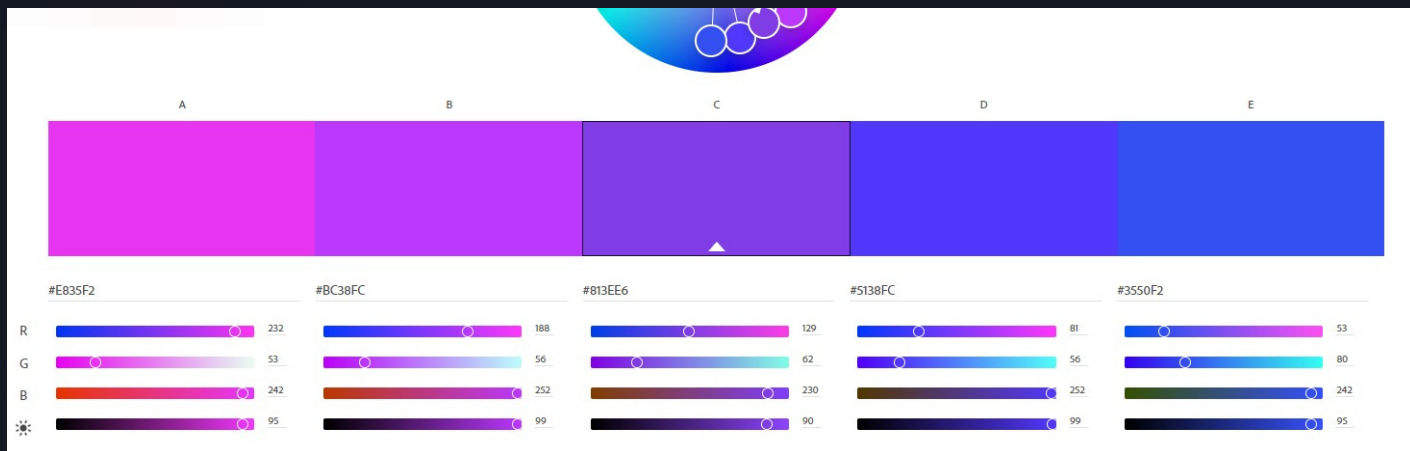 A B C D E
#E835F2 #BC38FC #813EE6 #5138FC #3550F2
R 232 188 129 81 53
G 53 56 62 56 80
B 242 252 230 252 242
95 99 90 99 95